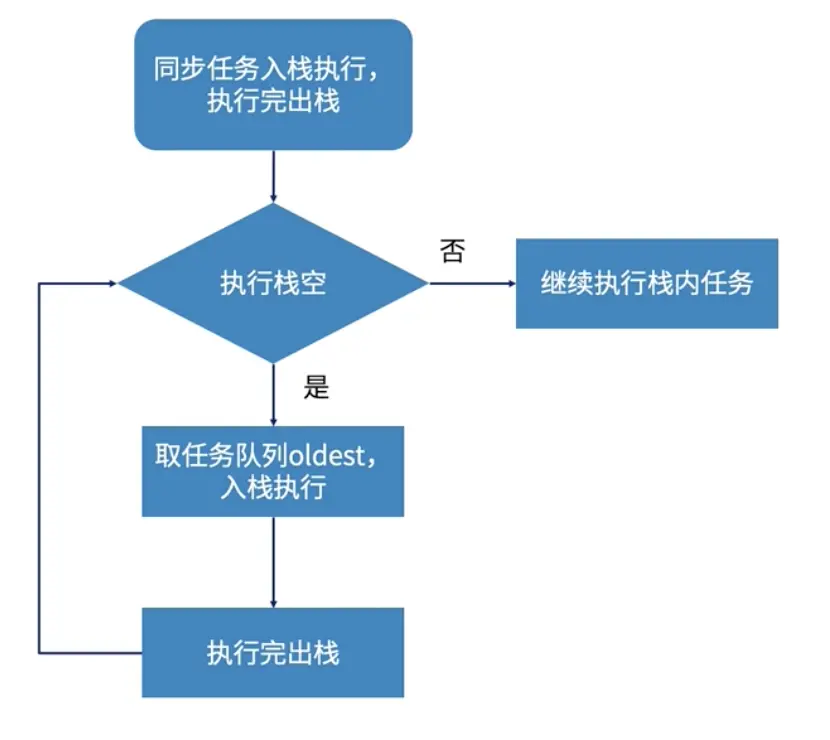 同步任务入栈执行，
执行完出栈
执行栈空
否
继续执行栈内任务
是
取任务队列oldest，
入栈执行
执行完出栈